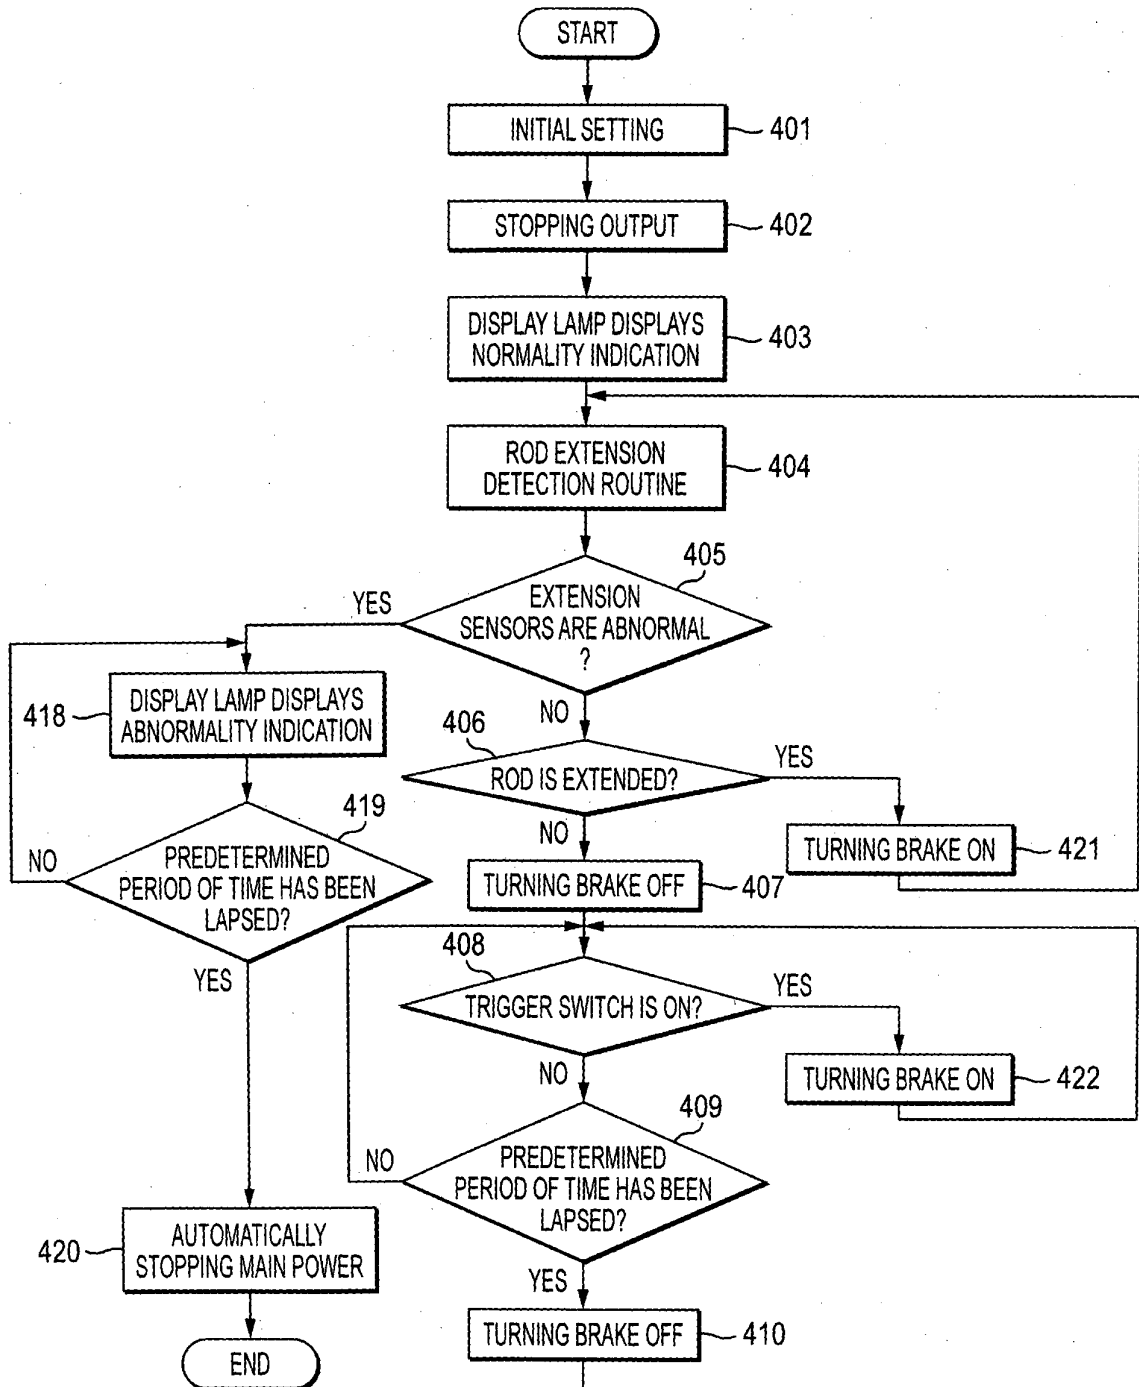 START
INITIAL SETTING
401
STOPPING OUTPUT
402
DISPLAY LAMP DISPLAYS
NORMALITY INDICATION
403
ROD EXTENSION
DETECTION ROUTINE
404
405
EXTENSION
SENSORS ARE ABNORMAL
?
YES
NO
418
DISPLAY LAMP DISPLAYS
ABNORMALITY INDICATION
406
ROD IS EXTENDED?
YES
NO
419
PREDETERMINED
PERIOD OF TIME HAS BEEN
LAPSED?
NO
YES
TURNING BRAKE ON
421
TURNING BRAKE OFF
407
408
TRIGGER SWITCH IS ON?
YES
NO
TURNING BRAKE ON
422
409
PREDETERMINED
PERIOD OF TIME HAS BEEN
LAPSED?
NO
YES
420
AUTOMATICALLY
STOPPING MAIN POWER
END
TURNING BRAKE OFF
410